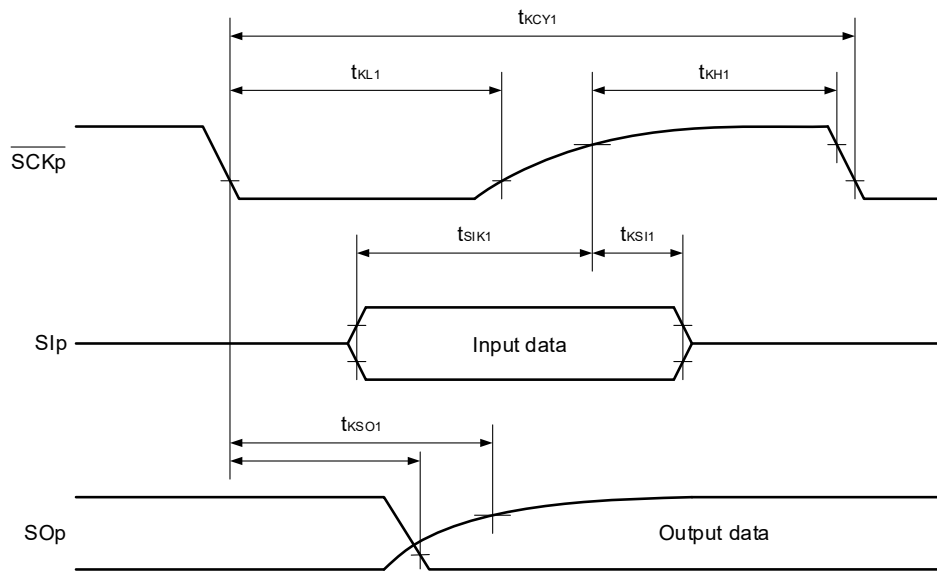 tKCY1
tKL1
tKH1
SCKp
tSIK1
tKSI1
SIp
Input data
tKSO1
SOp
Output data